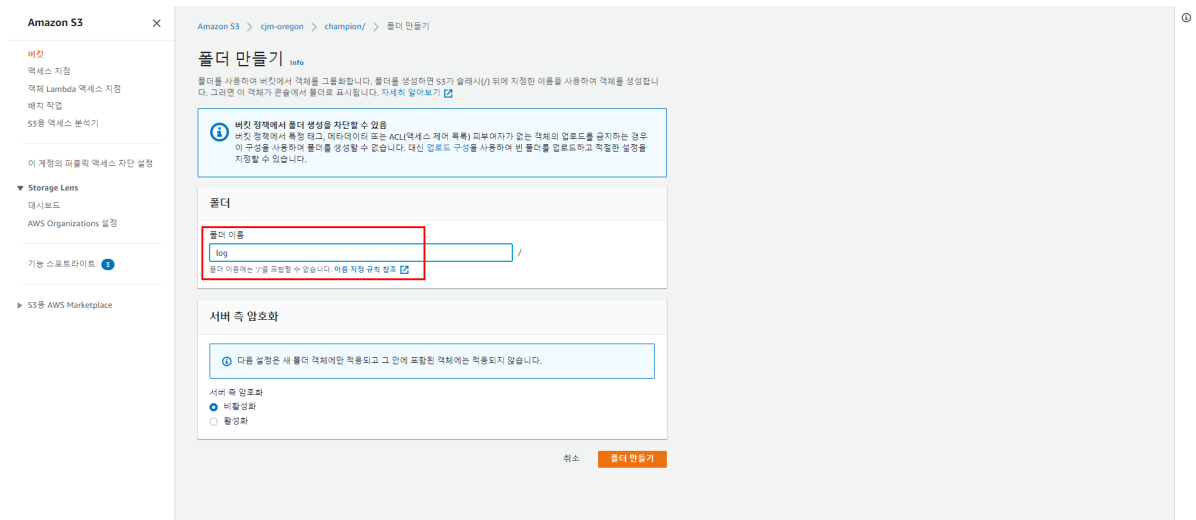 Amazon S3
버킷
액세스 지점
객체 Lambda 액세스 지점
배치 작업
S3용 액세스 분석기
이 계정의 퍼블릭 액세스 차단 설정
Storage Lens
대시보드
AWS Organizations 설정
기능 스포트라이트 3
S3용 AWS Marketplace
Amazon S3 > cjm-oregon > champion/ > 폴더 만들기
폴더 만들기 Info
폴더를 사용하여 버킷에서 객체를 그룹화합니다. 폴더를 생성하면 S3가 슬래시(/) 뒤에 지정한 이름을 사용하여 객체를 생성합니
다. 그러면 이 객체가 콘솔에서 폴더로 표시됩니다. 자세히 알아보기
버킷 정책에서 폴더 생성을 차단할 수 있음
버킷 정책에서 특정 태그, 메타데이터 또는 ACL(액세스 제어 목록) 피부여자가 없는 객체의 업로드를 금지하는 경우
이 구성을 사용하여 폴더를 생성할 수 없습니다. 대신 업로드 구성을 사용하여 빈 폴더를 업로드하고 적절한 설정을
지정할 수 있습니다.
폴더
폴더 이름
log /
폴더 이름에는 '/'를 포함할 수 없습니다. 이름 지정 규칙 참조
서버 측 암호화
다음 설정은 새 폴더 객체에만 적용되고 그 안에 포함된 객체에는 적용되지 않습니다.
서버 측 암호화
비활성화
활성화
취소 폴더 만들기